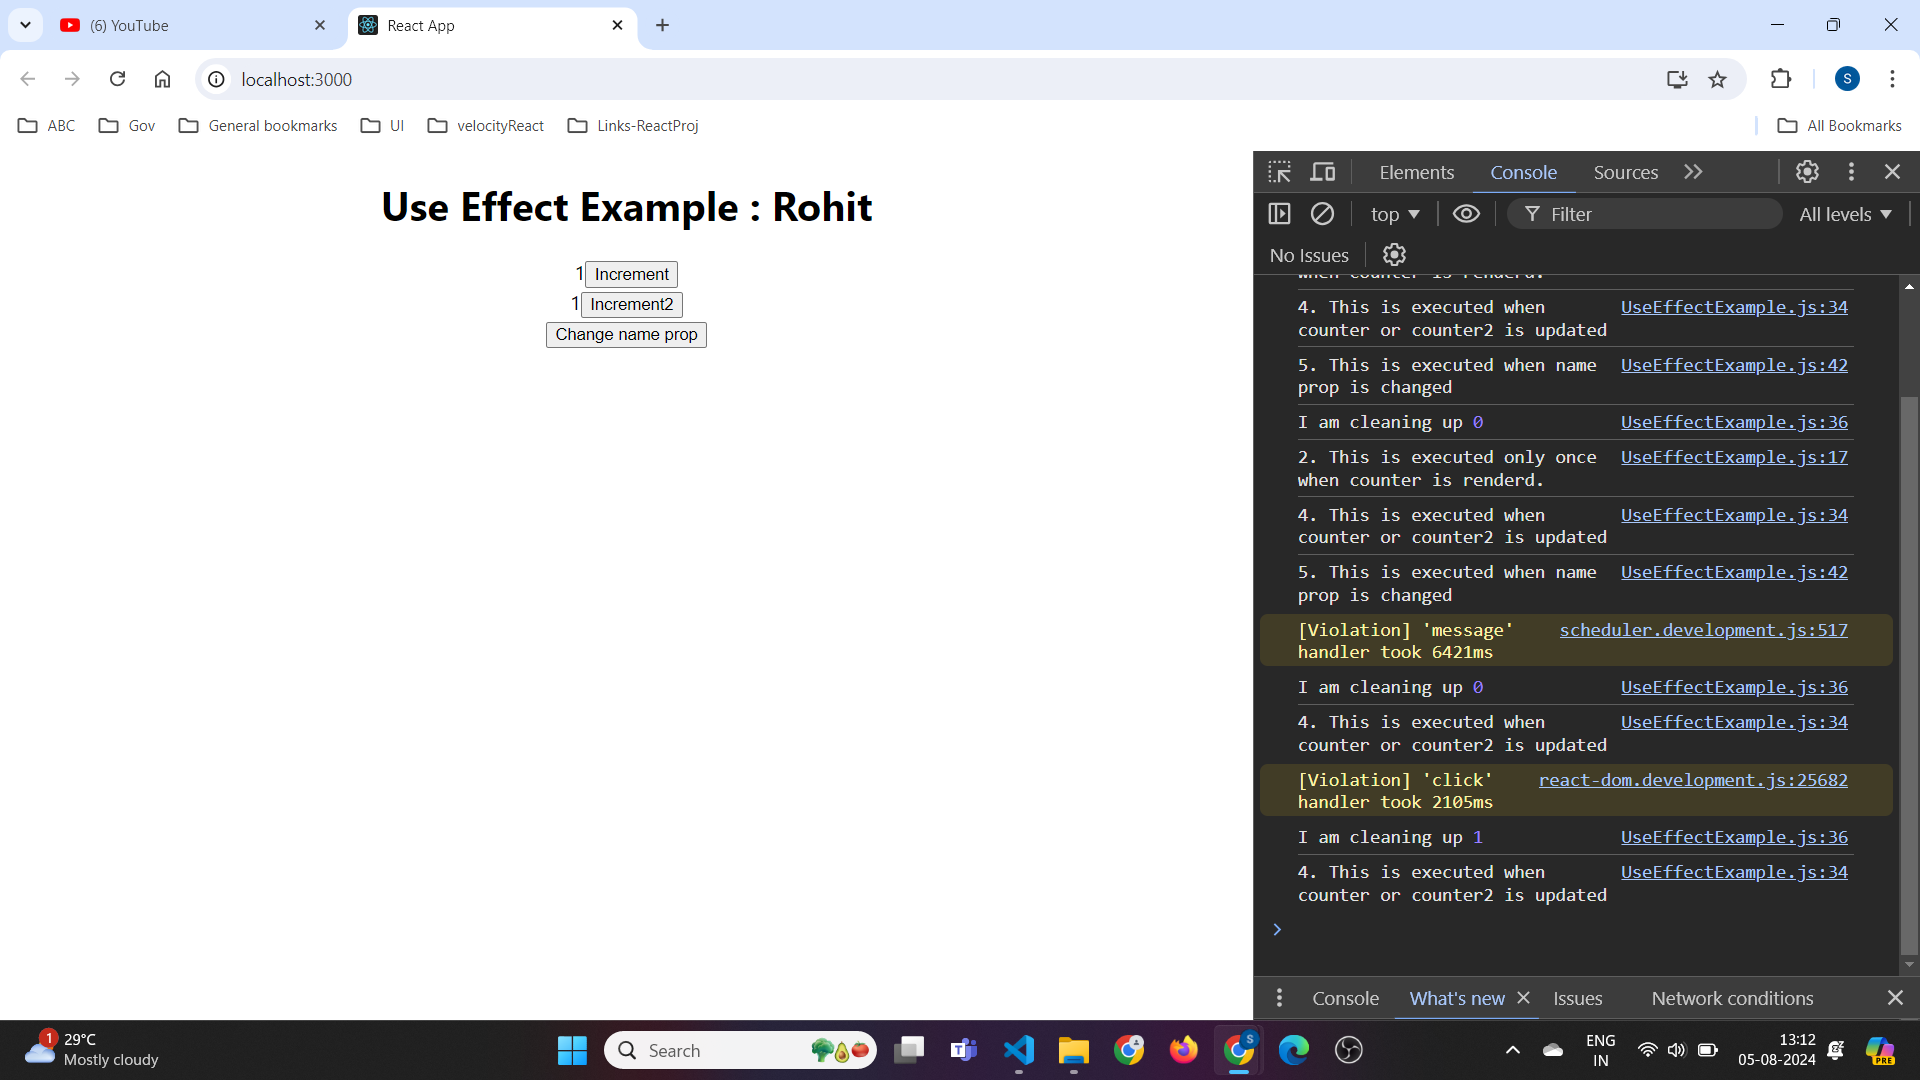 (6) YouTube
React App
localhost:3000
S
ABC
Gov
General bookmarks
UI
velocityReact
Links-ReactProj
All Bookmarks
Use Effect Example : Rohit
1 Increment
1 Increment2
Change name prop
Elements
Console
Sources
top
Filter
All levels
No Issues
when counter is renderd.
4. This is executed when UseEffectExample.js:34
counter or counter2 is updated
5. This is executed when name UseEffectExample.js:42
prop is changed
I am cleaning up 0 UseEffectExample.js:36
2. This is executed only once UseEffectExample.js:17
when counter is renderd.
4. This is executed when UseEffectExample.js:34
counter or counter2 is updated
5. This is executed when name UseEffectExample.js:42
prop is changed
[Violation] 'message' scheduler.development.js:517
handler took 6421ms
I am cleaning up 0 UseEffectExample.js:36
4. This is executed when UseEffectExample.js:34
counter or counter2 is updated
[Violation] 'click' react-dom.development.js:25682
handler took 2105ms
I am cleaning up 1 UseEffectExample.js:36
4. This is executed when UseEffectExample.js:34
counter or counter2 is updated
Console
What's new
Issues
Network conditions
1
29°C
Mostly cloudy
Search
S
ENG
IN
13:12
05-08-2024
PRE